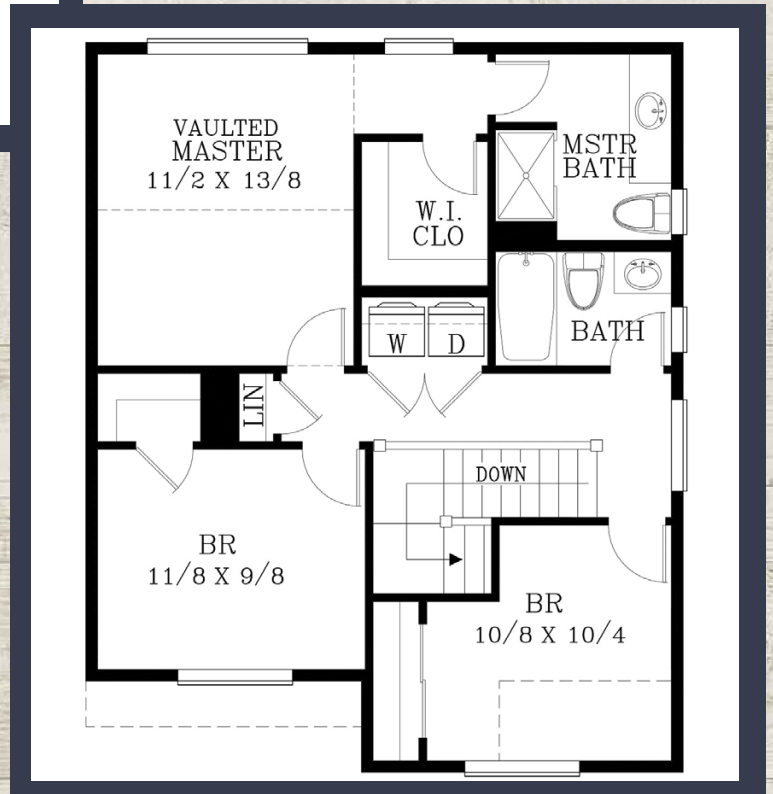 VAULTED
MASTER
11/2 X 13/8
MSTR
BATH
W.I.
CLO
BATH
W
D
LIN
DOWN
BR
11/8 X 9/8
BR
10/8 X 10/4